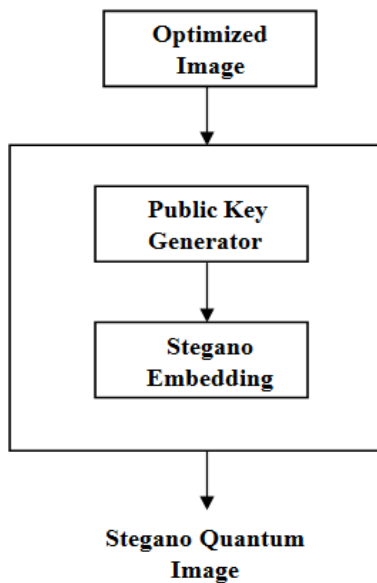 Optimized
Image
Public Key
Generator
Stegano
Embedding
Stegano Quantum
Image